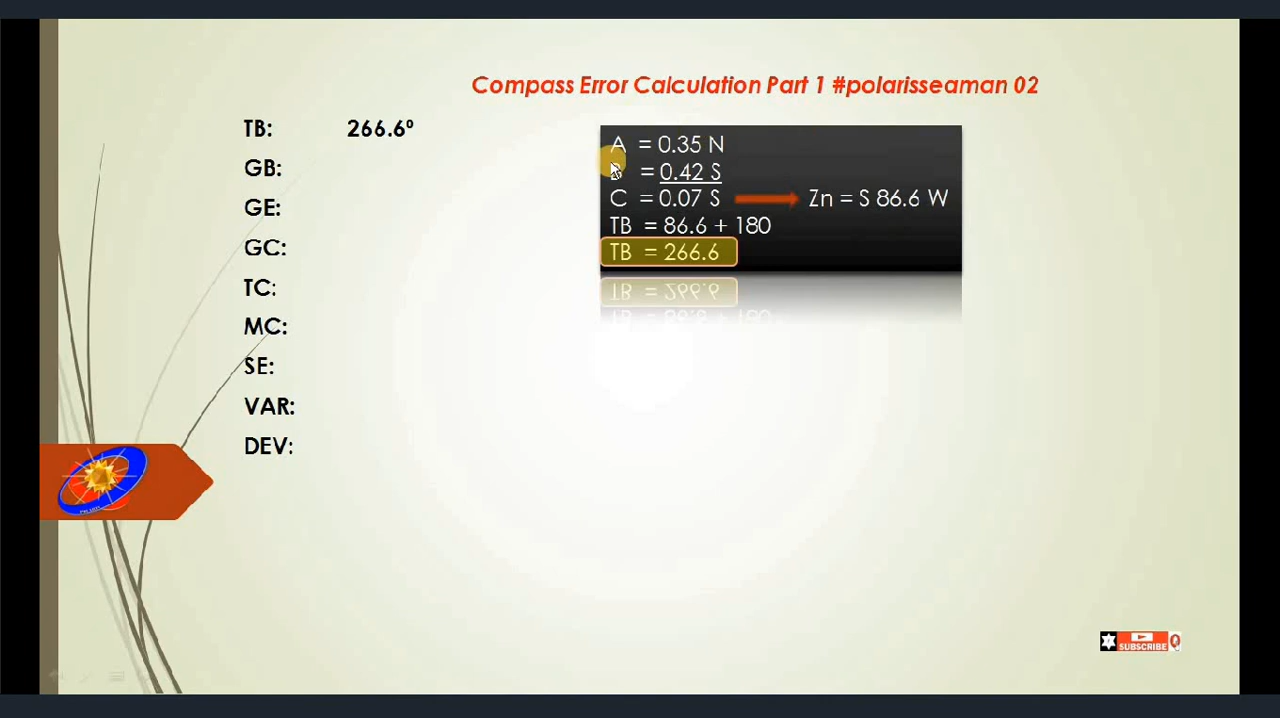 Compass Error Calculation Part 1 #polarisseaman 02
TB: 266.6º
GB:
GE:
GC:
TC:
MC:
SE:
VAR:
DEV:
A = 0.35 N
B = 0.42 S
C = 0.07 S Zn = S 86.6 W
TB = 86.6 + 180
TB = 266.6
SUBSCRIBE